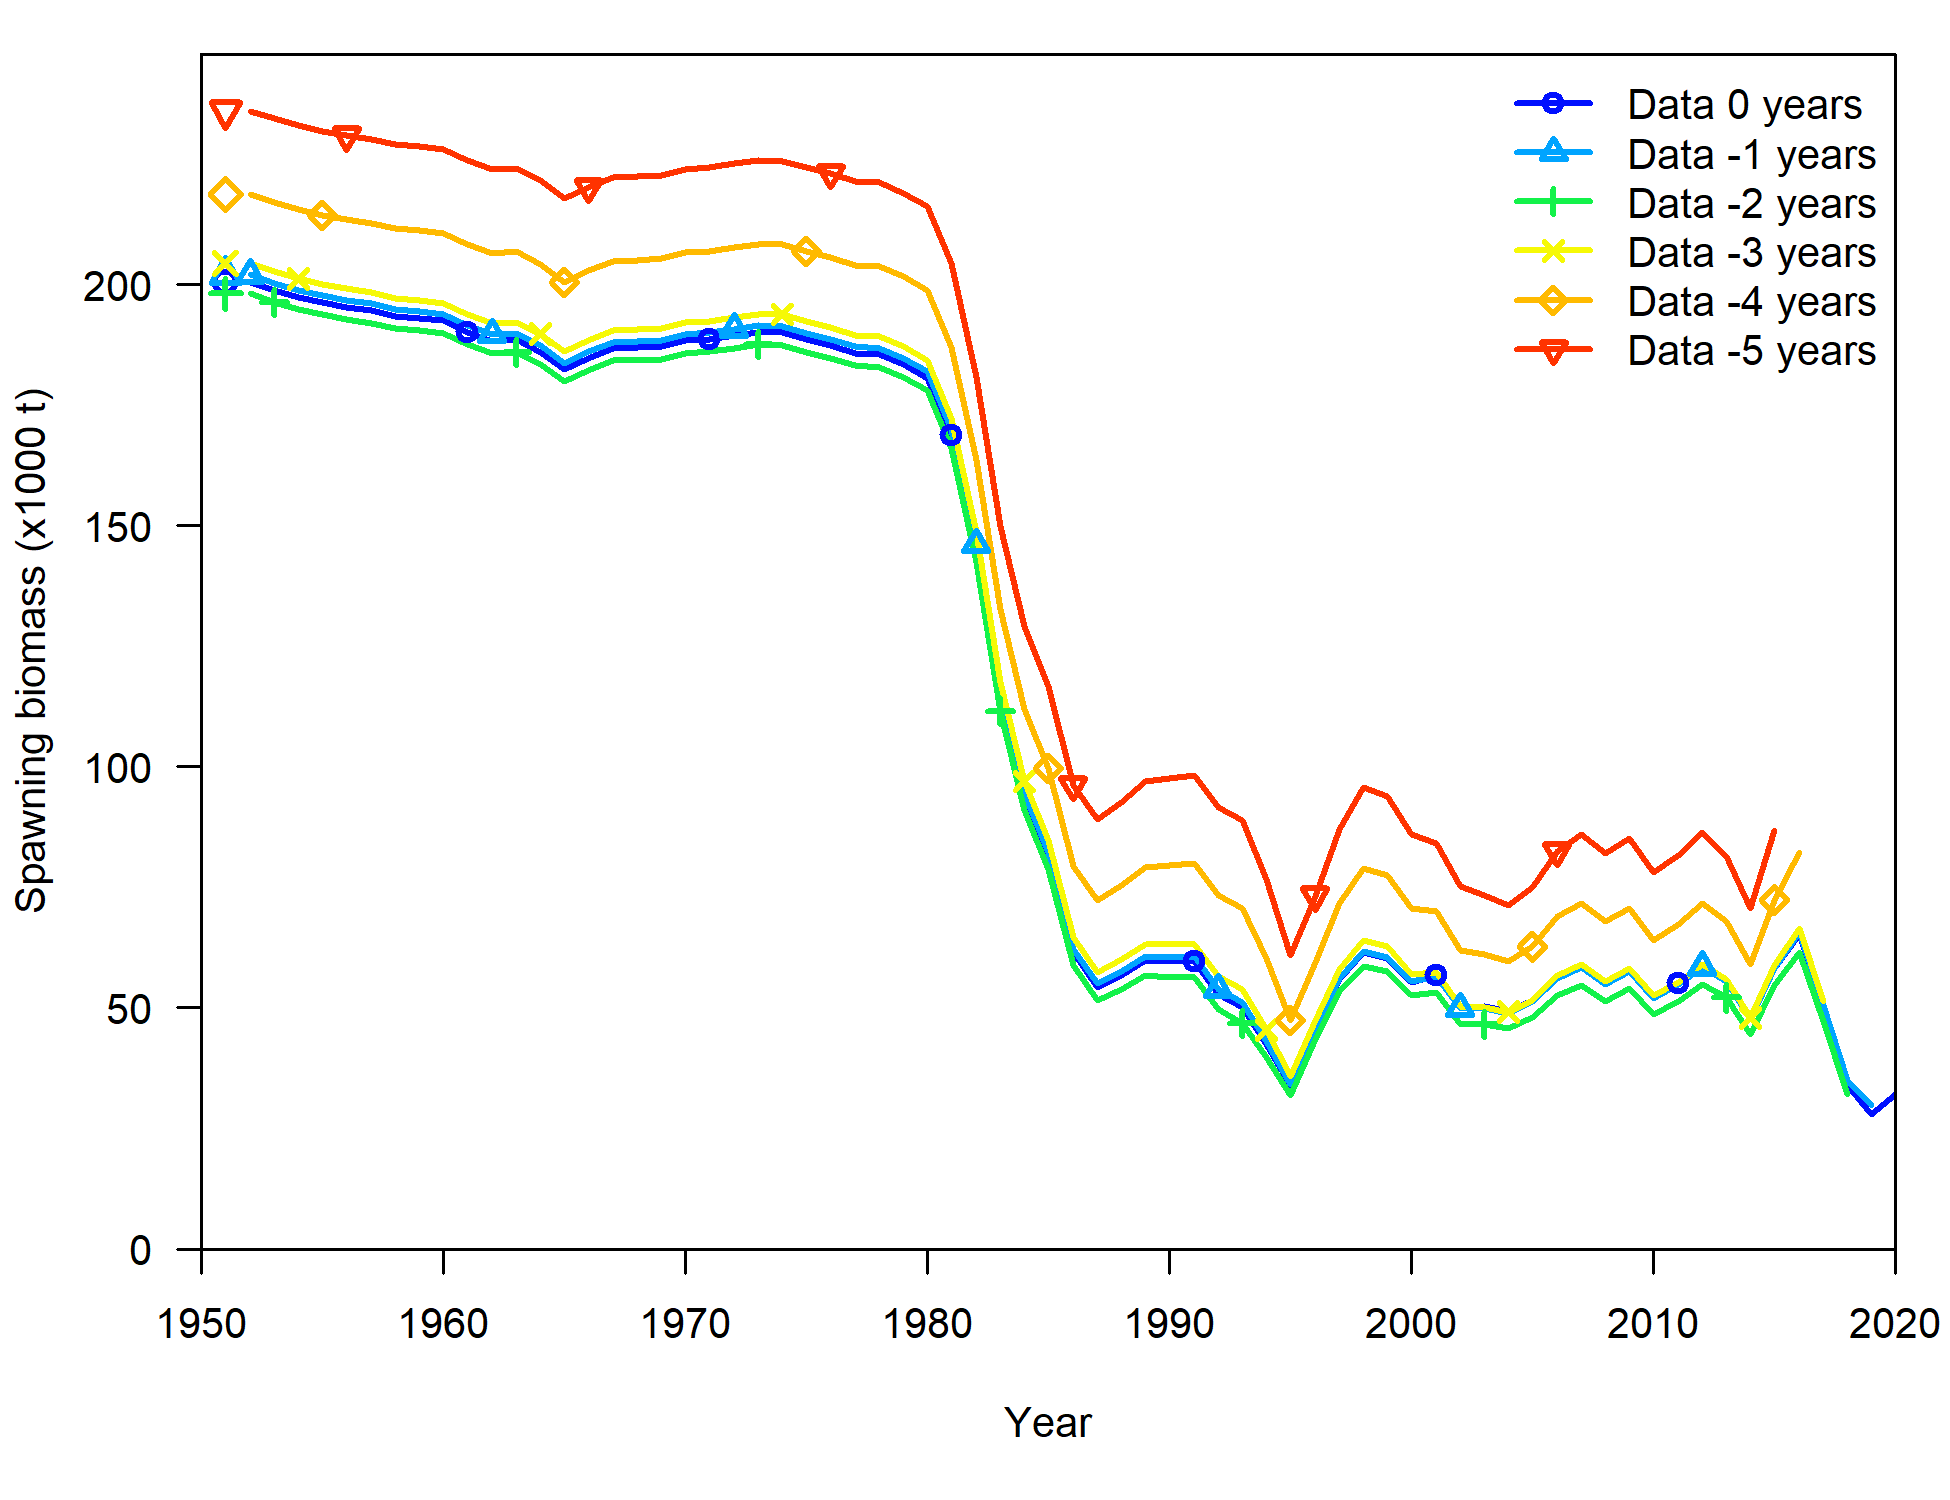 Data 0 years
Data -1 years
Data -2 years
Data -3 years
Data -4 years
Data -5 years
Spawning biomass (x1000 t)
200
150
100
50
0
1950 1960 1970 1980 1990 2000 2010 2020
Year